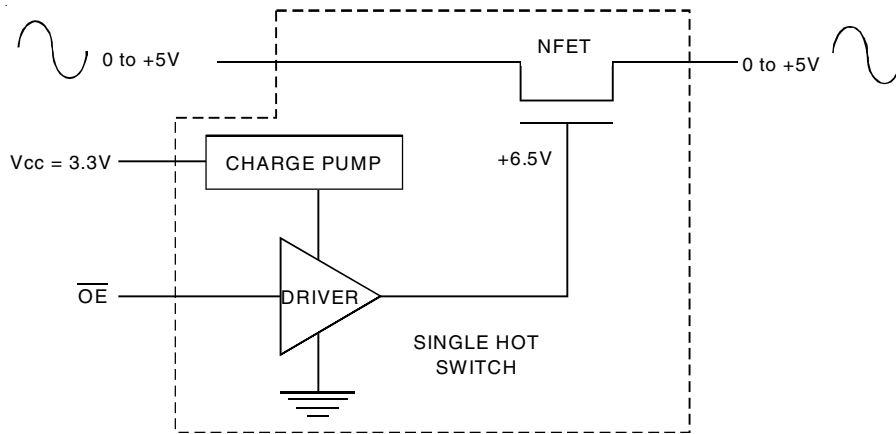 NFET
0 to +5V
0 to +5V
Vcc = 3.3V
CHARGE PUMP
+6.5V
OE
DRIVER
SINGLE HOT
SWITCH